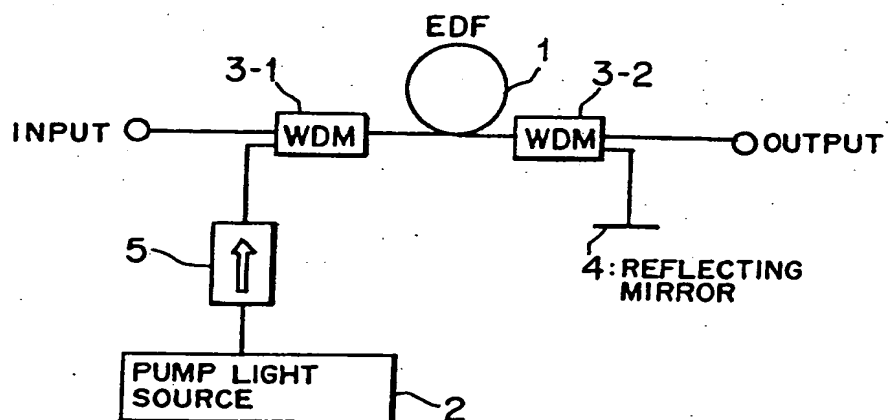 EDF
1
3-1
3-2
INPUT
WDM
WDM
OUTPUT
5
4: REFLECTING
MIRROR
PUMP LIGHT
SOURCE
2